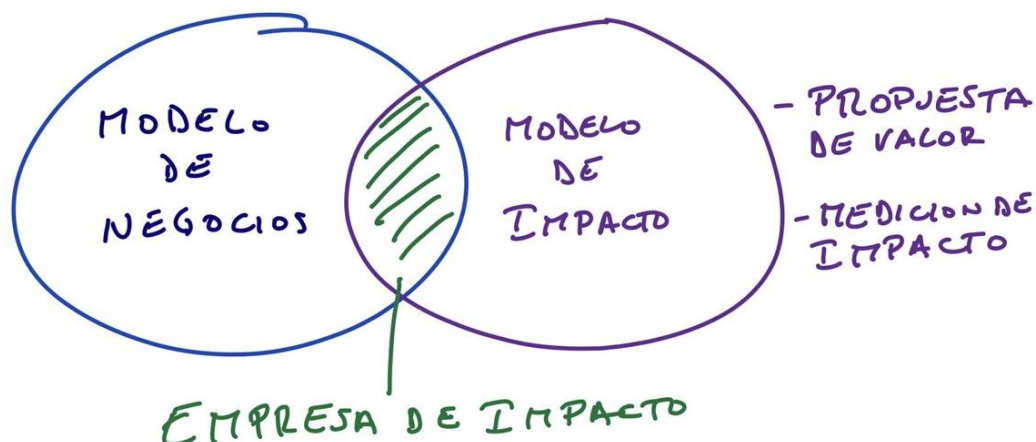 MODELO
DE
NEGOCIOS
MODELO
DE
IMPACTO
- PROPUESTA
DE VALOR
- MEDICION DE
IMPACTO
EMPRESA DE IMPACTO